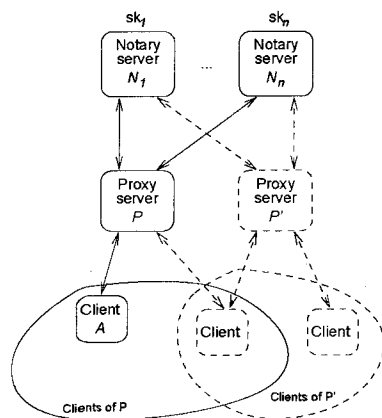 sk1 skn
Notary server N1
...
Notary server Nn
Proxy server P
Proxy server P'
Client A
Client
Client
Clients of P
Clients of P'